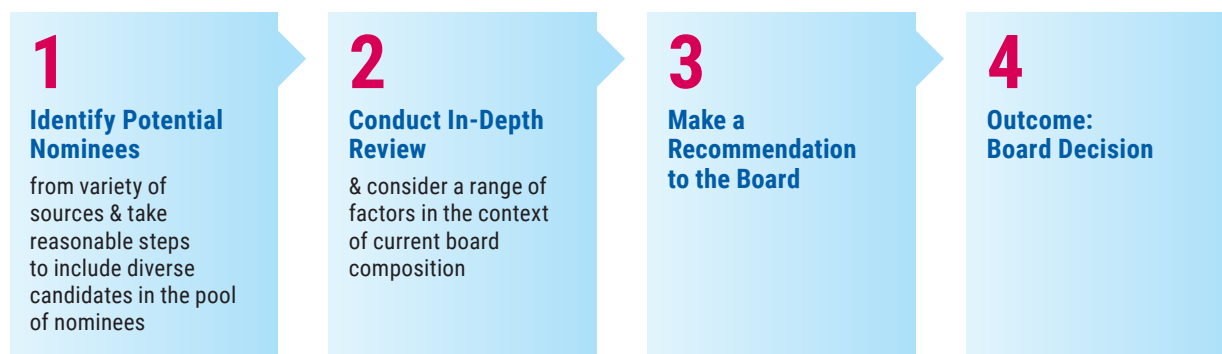 1
Identify Potential
Nominees
from variety of
sources & take
reasonable steps
to include diverse
candidates in the pool
of nominees
2
Conduct In-Depth
Review
& consider a range of
factors in the context
of current board
composition
3
Make a
Recommendation
to the Board
4
Outcome:
Board Decision